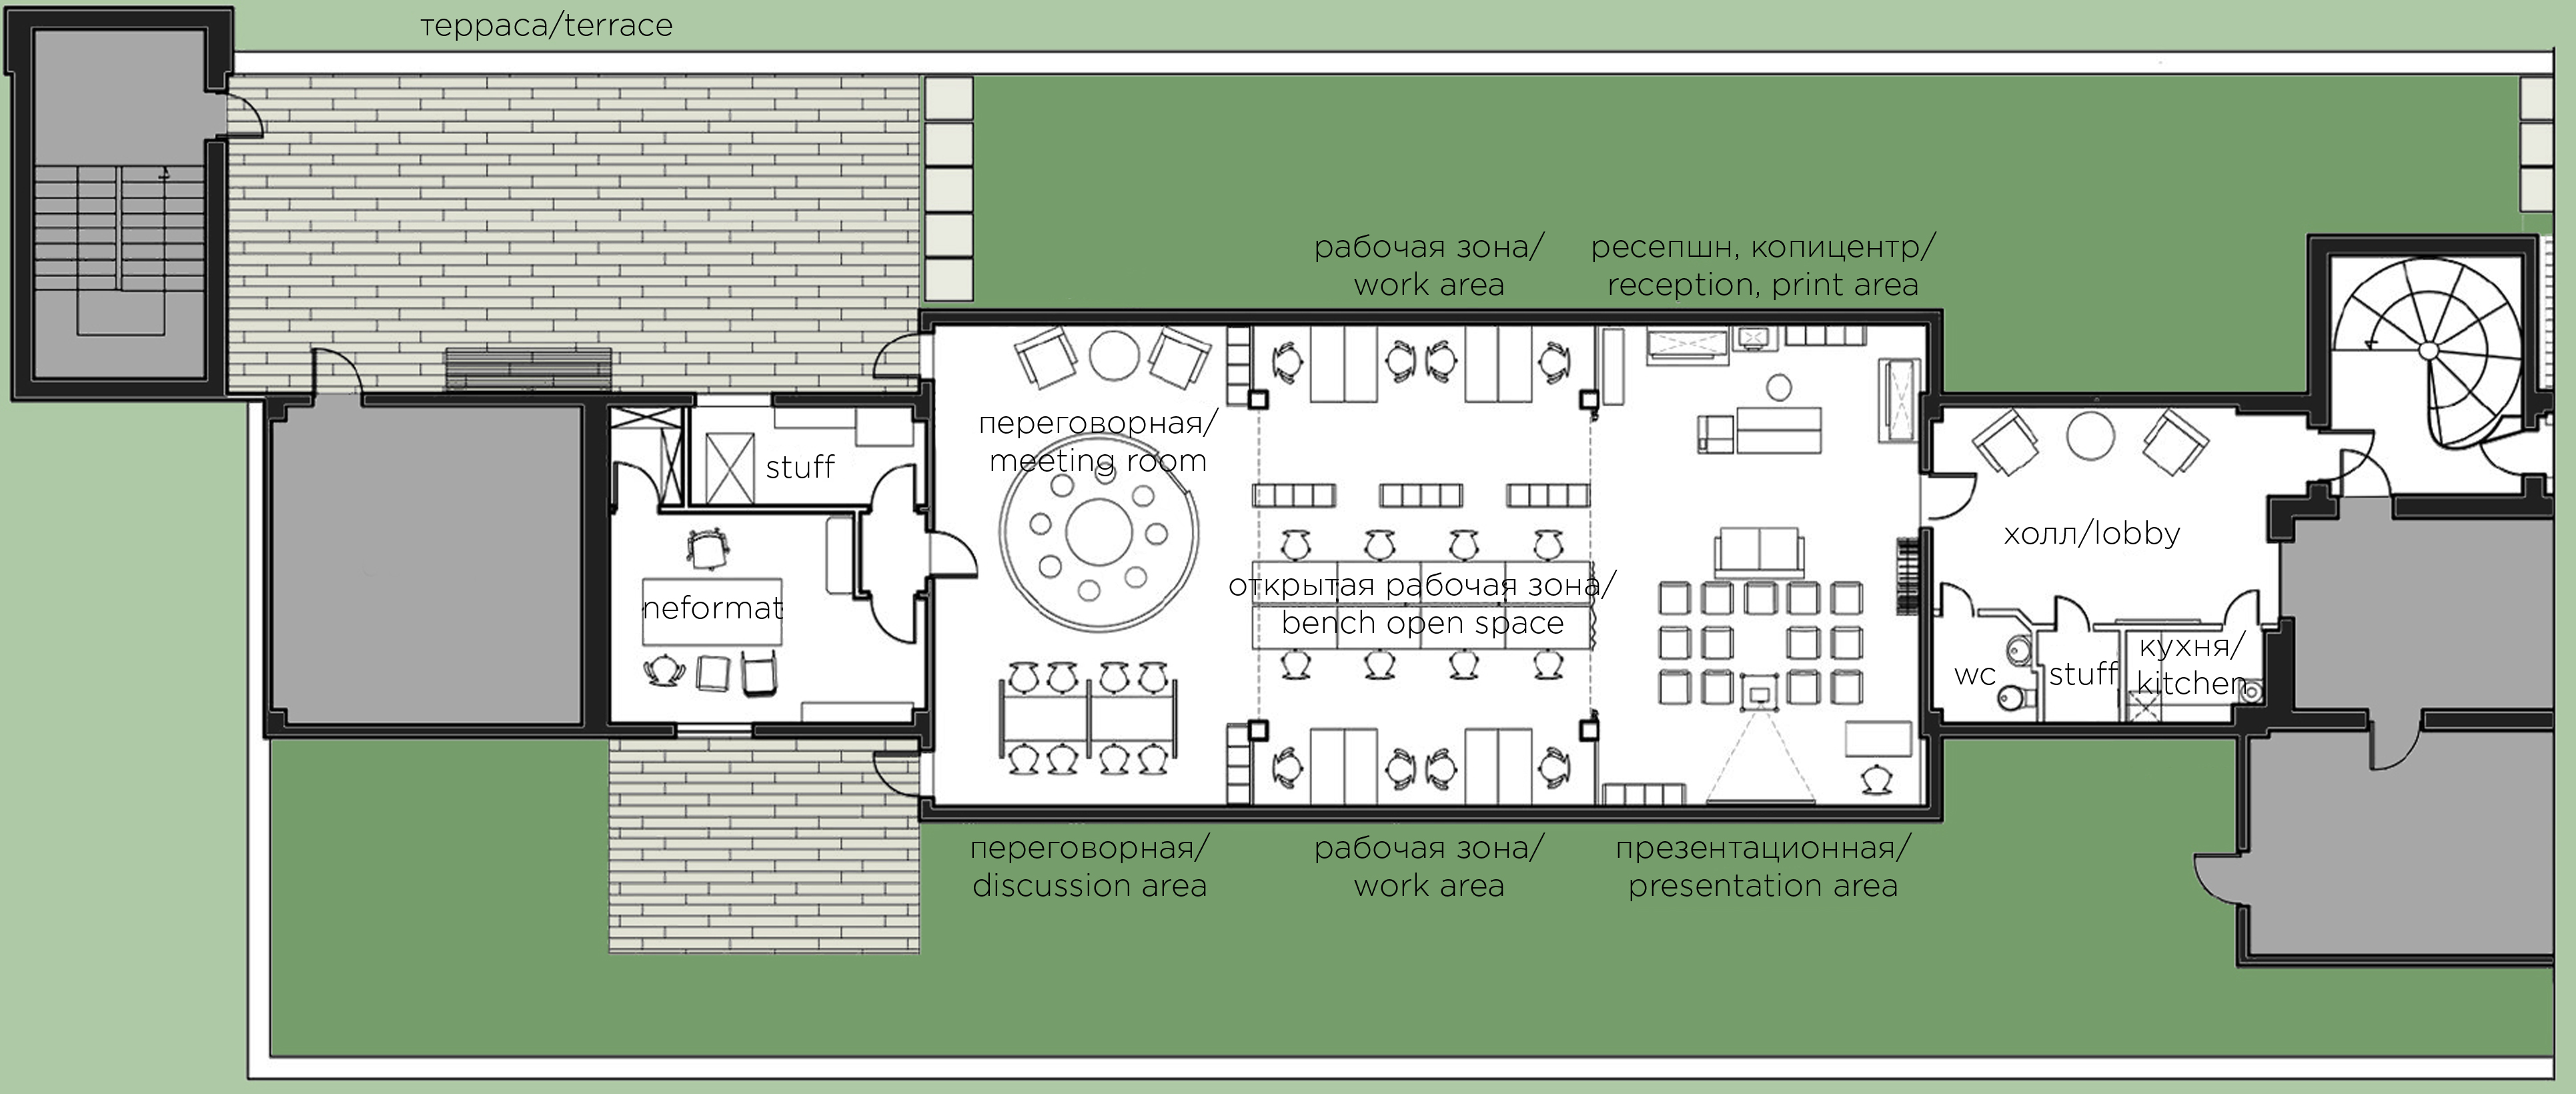 терраса/terrace
рабочая зона/
work area
ресепшн, копицентр/
reception, print area
переговорная/
meeting room
stuff
neformat
открытая рабочая зона/
bench open space
холл/lobby
wc
stuff
кухня/
kitchen
переговорная/
discussion area
рабочая зона/
work area
презентационная/
presentation area